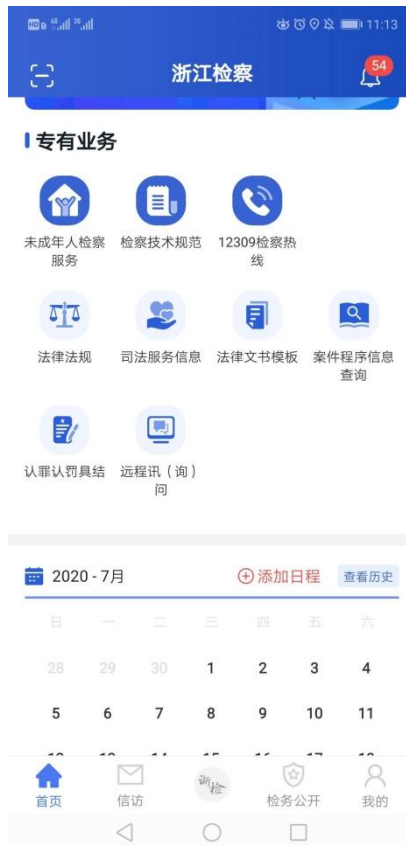 HD 4G 2G 11:13
浙江检察
54
专有业务
未成年人检察
服务
检察技术规范
12309检察热
线
法律法规
司法服务信息
法律文书模板
案件程序信息
查询
认罪认罚具结
远程讯（询）
问
2020 - 7月
添加日程
查看历史
日 一 二 三 四 五 六
28 29 30 1 2 3 4
5 6 7 8 9 10 11
首页
信访
浙检
检务公开
我的